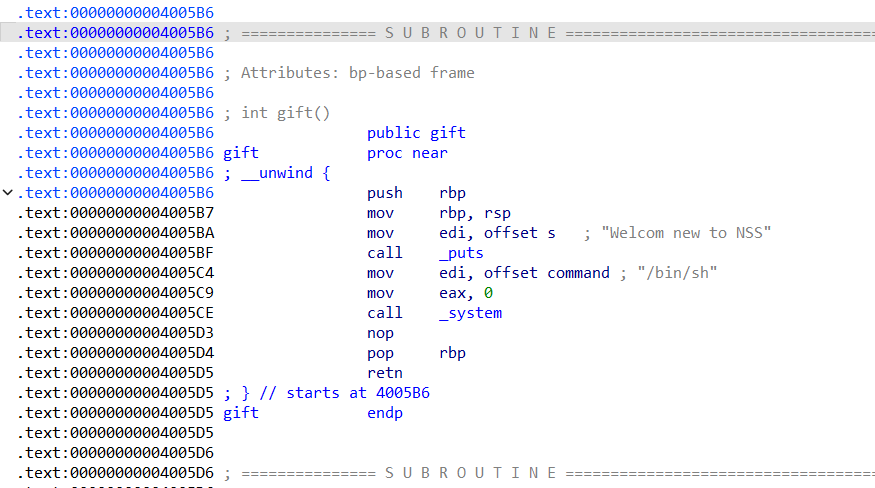 .text:00000000004005B6
.text:00000000004005B6 ; =============== S U B R O U T I N E =======================================
.text:00000000004005B6
.text:00000000004005B6 ; Attributes: bp-based frame
.text:00000000004005B6
.text:00000000004005B6 ; int gift()
.text:00000000004005B6                 public gift
.text:00000000004005B6 gift            proc near
.text:00000000004005B6 ; __unwind {
.text:00000000004005B6                 push    rbp
.text:00000000004005B7                 mov     rbp, rsp
.text:00000000004005BA                 mov     edi, offset s   ; "Welcom new to NSS"
.text:00000000004005BF                 call    _puts
.text:00000000004005C4                 mov     edi, offset command ; "/bin/sh"
.text:00000000004005C9                 mov     eax, 0
.text:00000000004005CE                 call    _system
.text:00000000004005D3                 nop
.text:00000000004005D4                 pop     rbp
.text:00000000004005D5                 retn
.text:00000000004005D5 ; } // starts at 4005B6
.text:00000000004005D5 gift            endp
.text:00000000004005D5
.text:00000000004005D6
.text:00000000004005D6 ; =============== S U B R O U T I N E =======================================